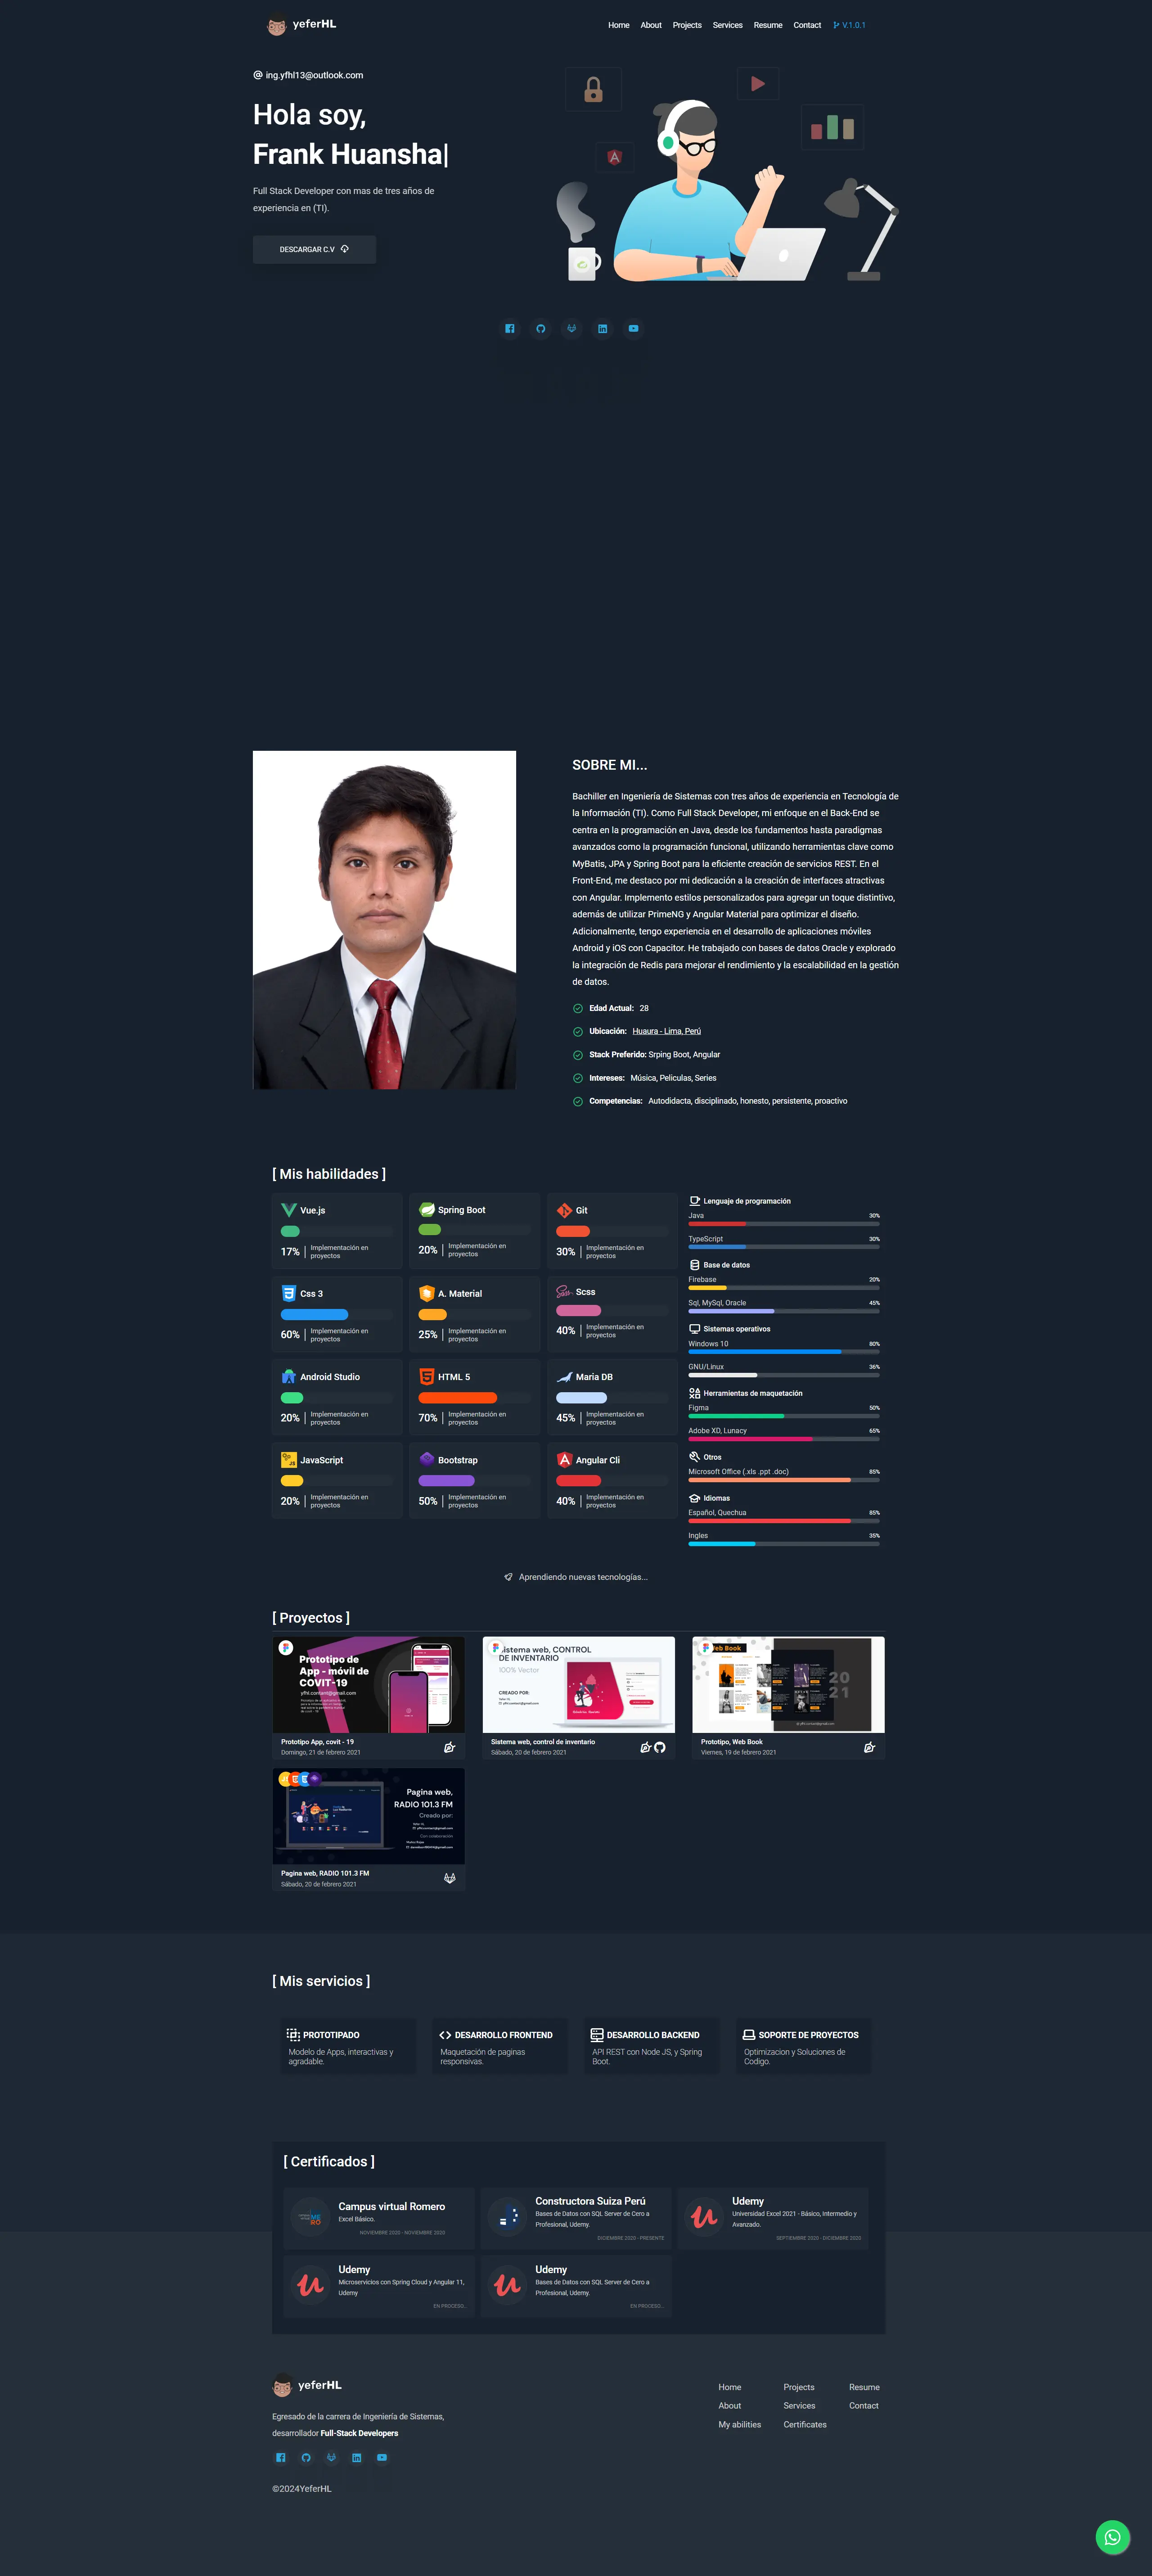 yeferHL
Home About Projects Services Resume Contact V.1.0.1
ing.yfhl13@outlook.com
Hola soy,
Frank Huansha|
Full Stack Developer con mas de tres años de
experiencia en (TI).
DESCARGAR C.V
SOBRE MI...
Bachiller en Ingeniería de Sistemas con tres años de experiencia en Tecnología de
la Información (TI). Como Full Stack Developer, mi enfoque en el Back-End se
centra en la programación en Java, desde los fundamentos hasta paradigmas
avanzados como la programación funcional, utilizando herramientas clave como
MyBatis, JPA y Spring Boot para la eficiente creación de servicios REST. En el
Front-End, me destaco por mi dedicación a la creación de interfaces atractivas
con Angular. Implemento estilos personalizados para agregar un toque distintivo,
además de utilizar PrimeNG y Angular Material para optimizar el diseño.
Adicionalmente, tengo experiencia en el desarrollo de aplicaciones móviles
Android y iOS con Capacitor. He trabajado con bases de datos Oracle y explorado
la integración de Redis para mejorar el rendimiento y la escalabilidad en la gestión
de datos.
Edad Actual: 28
Ubicación: Huaura - Lima, Perú
Stack Preferido: Srping Boot, Angular
Intereses: Música, Peliculas, Series
Competencias: Autodidacta, disciplinado, honesto, persistente, proactivo
[ Mis habilidades ]
Vue.js
17% Implementación en
proyectos
Spring Boot
20% Implementación en
proyectos
Git
30% Implementación en
proyectos
Css 3
60% Implementación en
proyectos
A. Material
25% Implementación en
proyectos
Scss
40% Implementación en
proyectos
Android Studio
20% Implementación en
proyectos
HTML 5
70% Implementación en
proyectos
Maria DB
45% Implementación en
proyectos
JavaScript
20% Implementación en
proyectos
Bootstrap
50% Implementación en
proyectos
Angular Cli
40% Implementación en
proyectos
Lenguaje de programación
Java 30%
TypeScript 30%
Base de datos
Firebase 20%
Sql, MySql, Oracle 45%
Sistemas operativos
Windows 10 80%
GNU/Linux 36%
Herramientas de maquetación
Figma 50%
Adobe XD, Lunacy 65%
Otros
Microsoft Office (.xls .ppt .doc) 85%
Idiomas
Español, Quechua 85%
Ingles 35%
Aprendiendo nuevas tecnologías...
[ Proyectos ]
Prototipo de
App - móvil de
COVIT-19
yfhl.contact@gmail.com
Prototipo App, covit - 19
Domingo, 21 de febrero 2021
Sistema web, CONTROL
DE INVENTARIO
100% Vector
CREADO POR:
Sistema web, control de inventario
Sábado, 20 de febrero 2021
Web Book
20
21
Prototipo, Web Book
Viernes, 19 de febrero 2021
Pagina web,
RADIO 101.3 FM
Creado por:
Con colaboracion
Pagina web, RADIO 101.3 FM
Sábado, 20 de febrero 2021
[ Mis servicios ]
PROTOTIPADO
Modelo de Apps, interactivas y
agradable.
DESARROLLO FRONTEND
Maquetación de paginas
responsivas.
DESARROLLO BACKEND
API REST con Node JS, y Spring
Boot.
SOPORTE DE PROYECTOS
Optimizacion y Soluciones de
Codigo.
[ Certificados ]
Campus virtual Romero
Excel Básico.
NOVIEMBRE 2020 - NOVIEMBRE 2020
Constructora Suiza Perú
Bases de Datos con SQL Server de Cero a
Profesional, Udemy.
DICIEMBRE 2020 - PRESENTE
Udemy
Universidad Excel 2021 - Básico, Intermedio y
Avanzado.
SEPTIEMBRE 2020 - DICIEMBRE 2020
Udemy
Microservicios con Spring Cloud y Angular 11,
Udemy
EN PROCESO...
Udemy
Bases de Datos con SQL Server de Cero a
Profesional, Udemy.
EN PROCESO...
yeferHL
Egresado de la carrera de Ingeniería de Sistemas,
desarrollador Full-Stack Developers
©2024YeferHL
Home Projects Resume
About Services Contact
My abilities Certificates